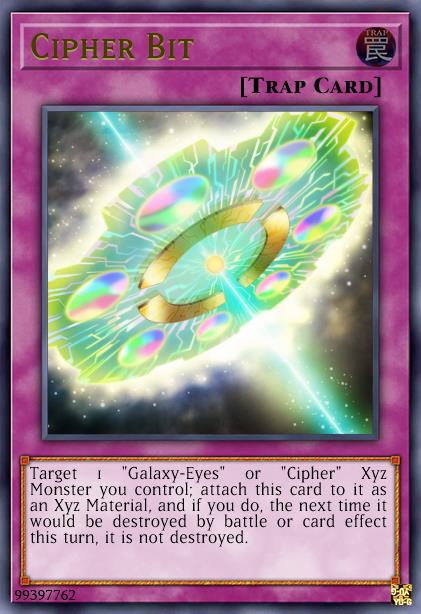 Cipher Bit
TRAP
罠
[Trap Card]
Target 1 "Galaxy-Eyes" or "Cipher" Xyz
Monster you control; attach this card to it as
an Xyz Material, and if you do, the next time it
would be destroyed by battle or card effect
this turn, it is not destroyed.
99397762